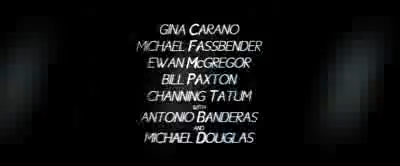 GINA CARANO
MICHAEL FASSBENDER
EWAN MCGREGOR
BILL PAXTON
CHANNING TATUM
WITH
ANTONIO BANDERAS
AND
MICHAEL DOUGLAS